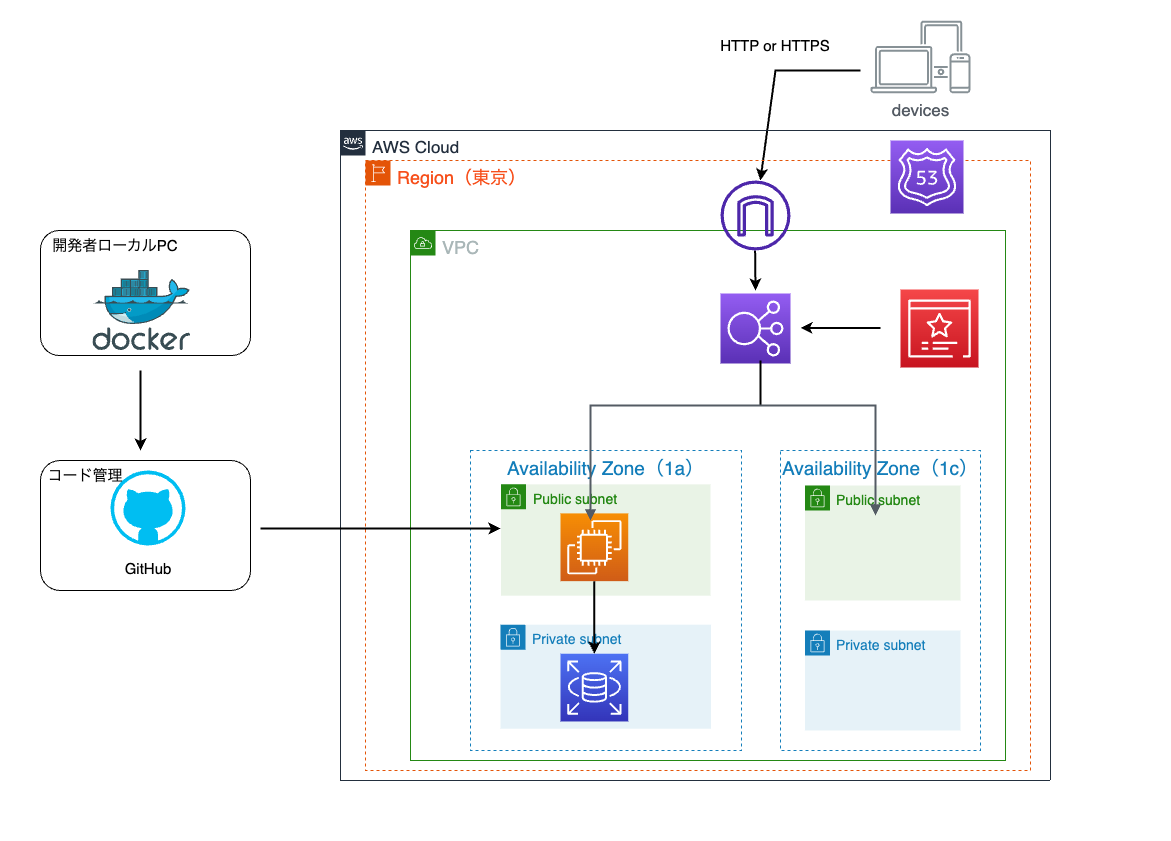 HTTP or HTTPS
devices
aws
AWS Cloud
Region（東京）
53
VPC
開発者ローカルPC
docker
コード管理
GitHub
Availability Zone（1a）
Public subnet
Private subnet
Availability Zone（1c）
Public subnet
Private subnet